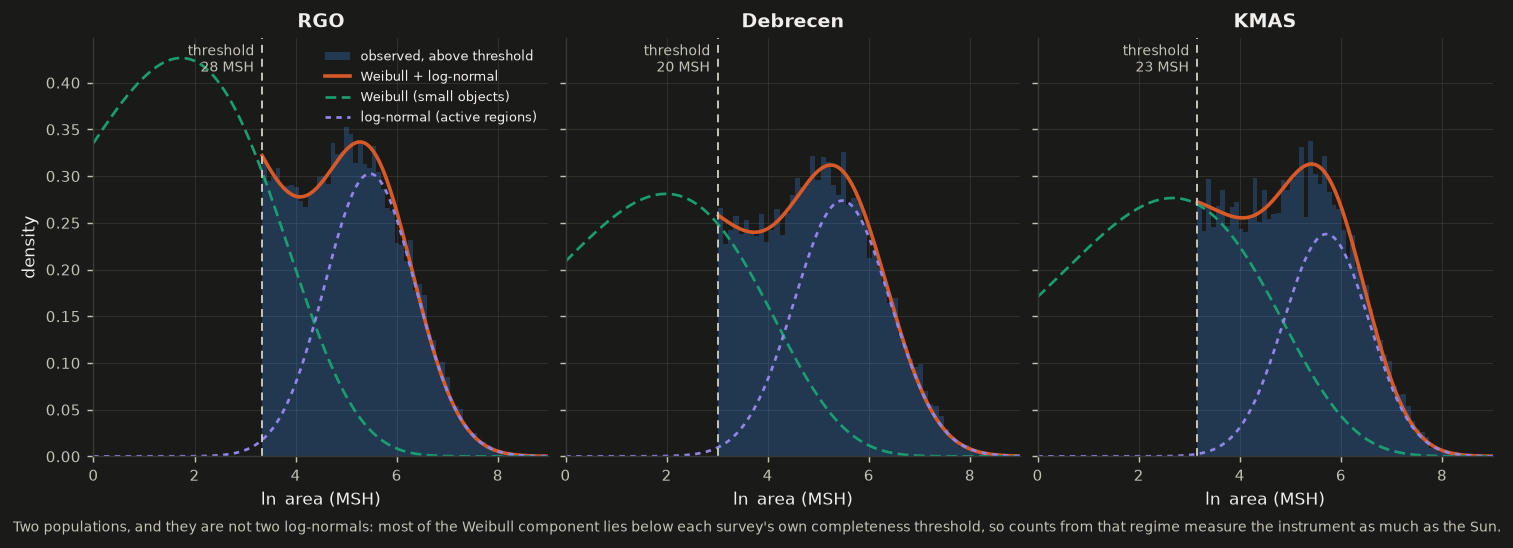 RGO
Debrecen
KMAS
threshold
28 MSH
observed, above threshold
Weibull + log-normal
Weibull (small objects)
log-normal (active regions)
threshold
20 MSH
threshold
23 MSH
density
0.40
0.35
0.30
0.25
0.20
0.15
0.10
0.05
0.00
0 2 4 6 8
0 2 4 6 8
0 2 4 6 8
ln area (MSH)
ln area (MSH)
ln area (MSH)
Two populations, and they are not two log-normals: most of the Weibull component lies below each survey's own completeness threshold, so counts from that regime measure the instrument as much as the Sun.